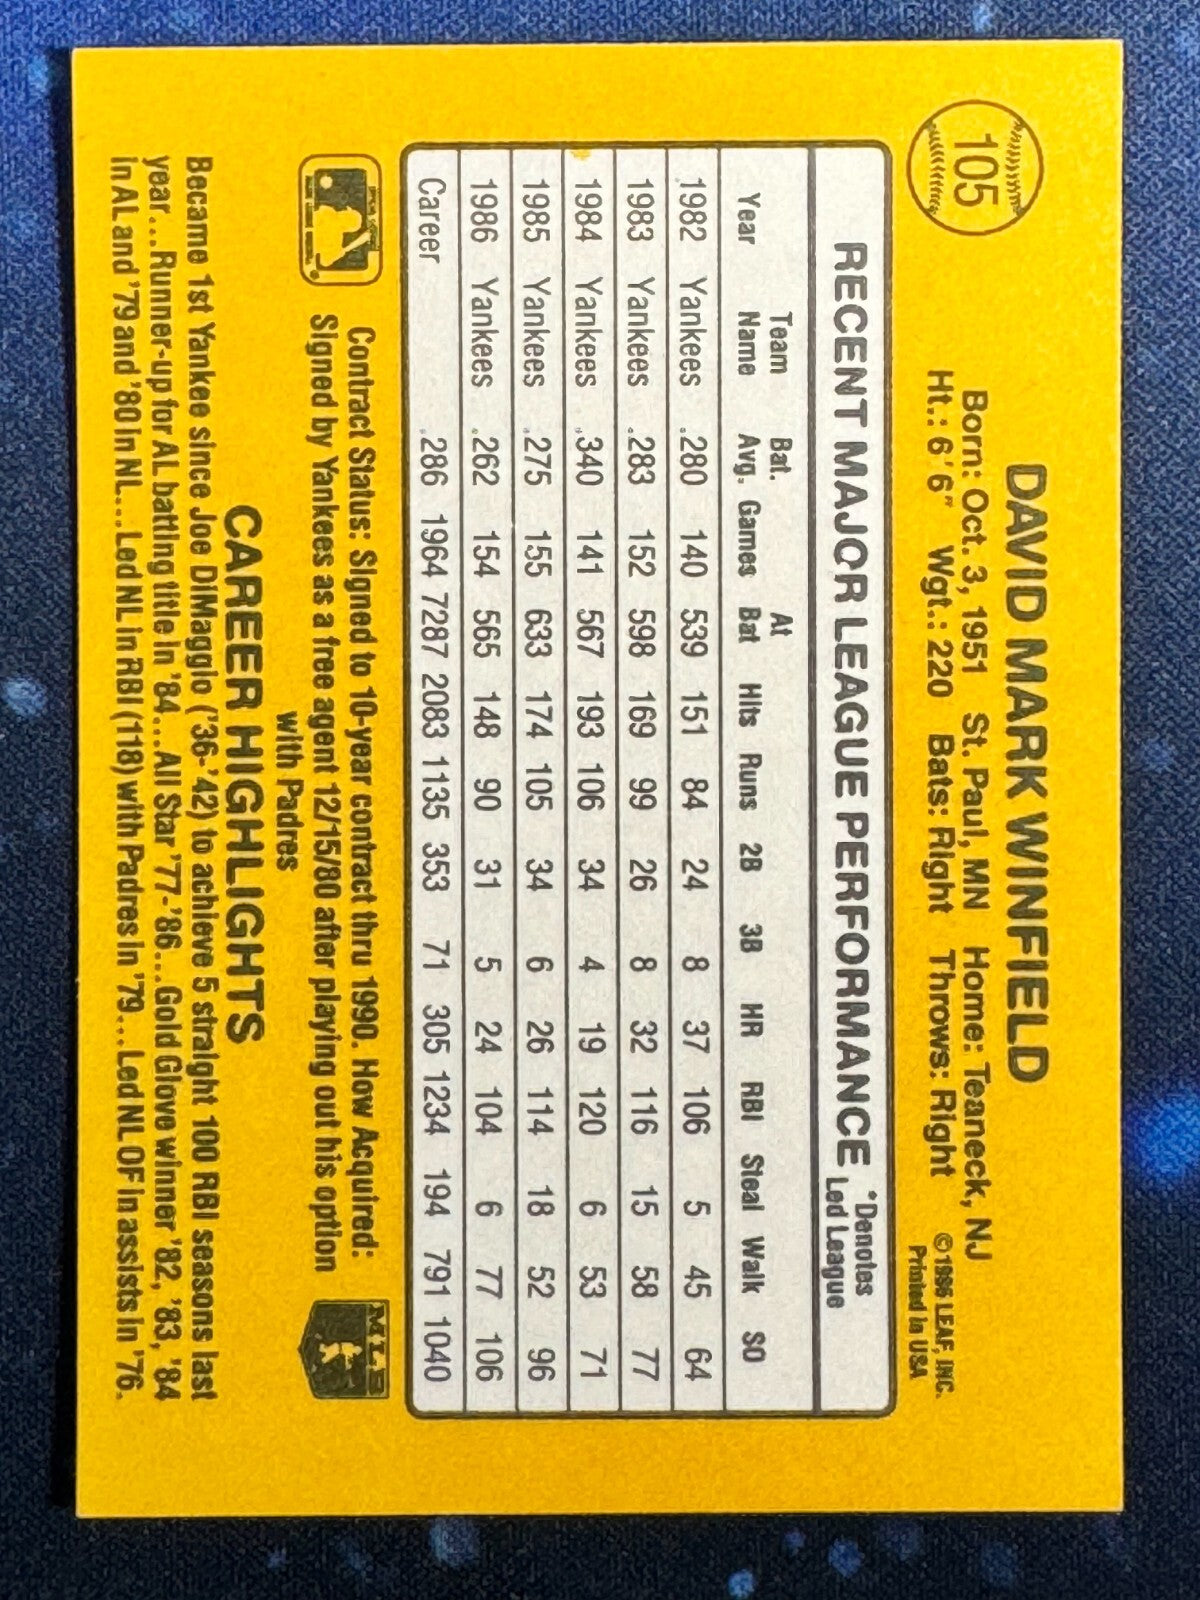 105
DAVID MARK WINFIELD
Born: Oct. 3, 1951 St. Paul, MN Home: Teaneck, NJ
Ht.: 6'6" Wgt.: 220 Bats: Right Throws: Right
©1986 LEAF, INC.
Printed in USA
RECENT MAJOR LEAGUE PERFORMANCE
*Denotes
Led League
Team Bat. At
Year Name Avg. Games Bat Hits Runs 2B 3B HR RBI Steal Walk SO
1982 Yankees .280 140 539 151 84 24 8 37 106 5 45 64
1983 Yankees .283 152 598 169 99 26 8 32 116 15 58 77
1984 Yankees .340 141 567 193 106 34 4 19 120 6 53 71
1985 Yankees .275 155 633 174 105 34 6 26 114 18 52 96
1986 Yankees .262 154 565 148 90 31 5 24 104 6 77 106
Career .286 1964 7287 2083 1135 353 71 305 1234 194 791 1040
Contract Status: Signed to 10-year contract thru 1990. How Acquired:
Signed by Yankees as a free agent 12/15/80 after playing out his option
with Padres
MLB
CAREER HIGHLIGHTS
Became 1st Yankee since Joe DiMaggio ('36-'42) to achieve 5 straight 100 RBI seasons last
year...Runner-up for AL batting title in '84...All Star '77-'86...Gold Glove winner '82, '83, '84
in AL and '79 and '80 in NL...Led NL in RBI (118) with Padres in '79...Led NL OF in assists in '76.